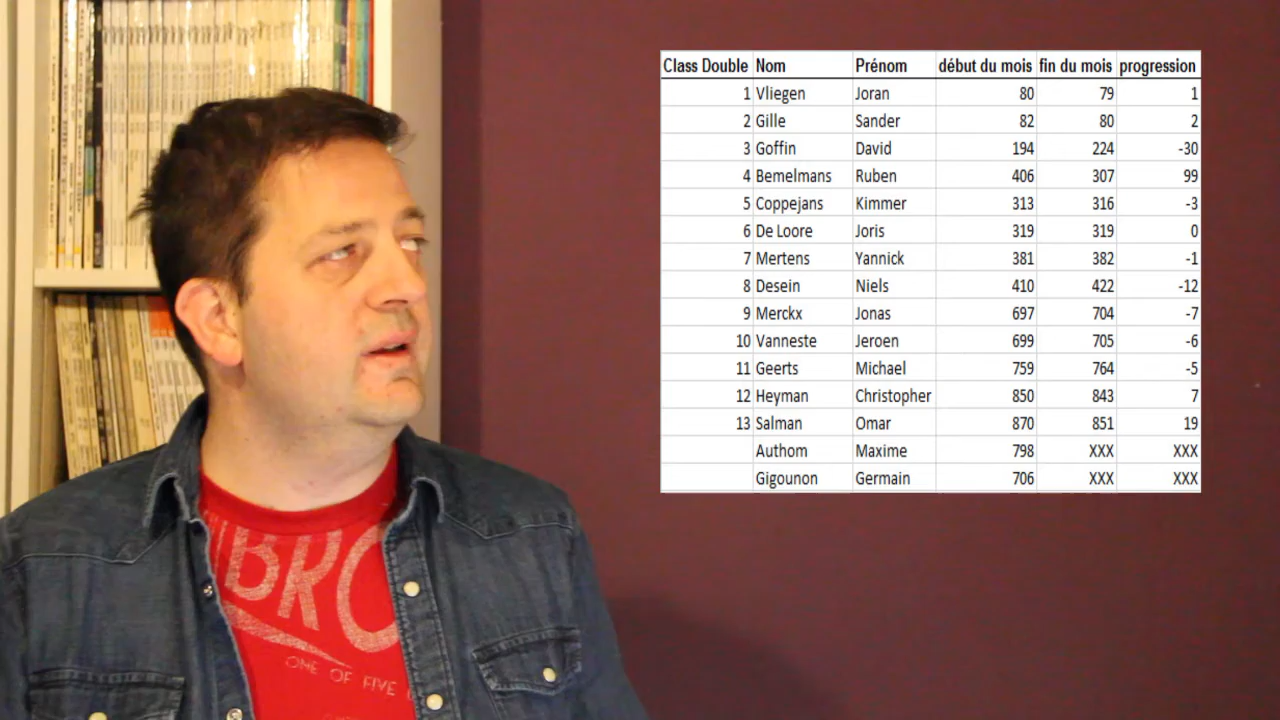 Class Double Nom Prénom début du mois fin du mois progression
1 Vliegen Joran 80 79 1
2 Gille Sander 82 80 2
3 Goffin David 194 224 -30
4 Bemelmans Ruben 406 307 99
5 Coppejans Kimmer 313 316 -3
6 De Loore Joris 319 319 0
7 Mertens Yannick 381 382 -1
8 Desein Niels 410 422 -12
9 Merckx Jonas 697 704 -7
10 Vanneste Jeroen 699 705 -6
11 Geerts Michael 759 764 -5
12 Heyman Christopher 850 843 7
13 Salman Omar 870 851 19
Authom Maxime 798 XXX XXX
Gigounon Germain 706 XXX XXX
BRO
ONE OF FIVE